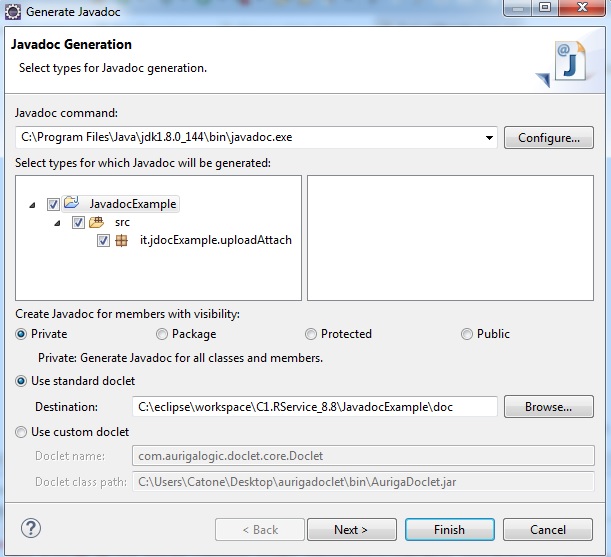 Generate Javadoc
Javadoc Generation
Select types for Javadoc generation.
Javadoc command:
C:\Program Files\Java\jdk1.8.0_144\bin\javadoc.exe
Configure...
Select types for which Javadoc will be generated:
JavadocExample
src
it.jdocExample.uploadAttach
Create Javadoc for members with visibility:
Private Package Protected Public
Private: Generate Javadoc for all classes and members.
Use standard doclet
Destination: C:\eclipse\workspace\C1.RService_8.8\JavadocExample\doc Browse...
Use custom doclet
Doclet name: com.aurigalogic.doclet.core.Doclet
Doclet class path: C:\Users\Catone\Desktop\aurigadoclet\bin\AurigaDoclet.jar
< Back Next > Finish Cancel